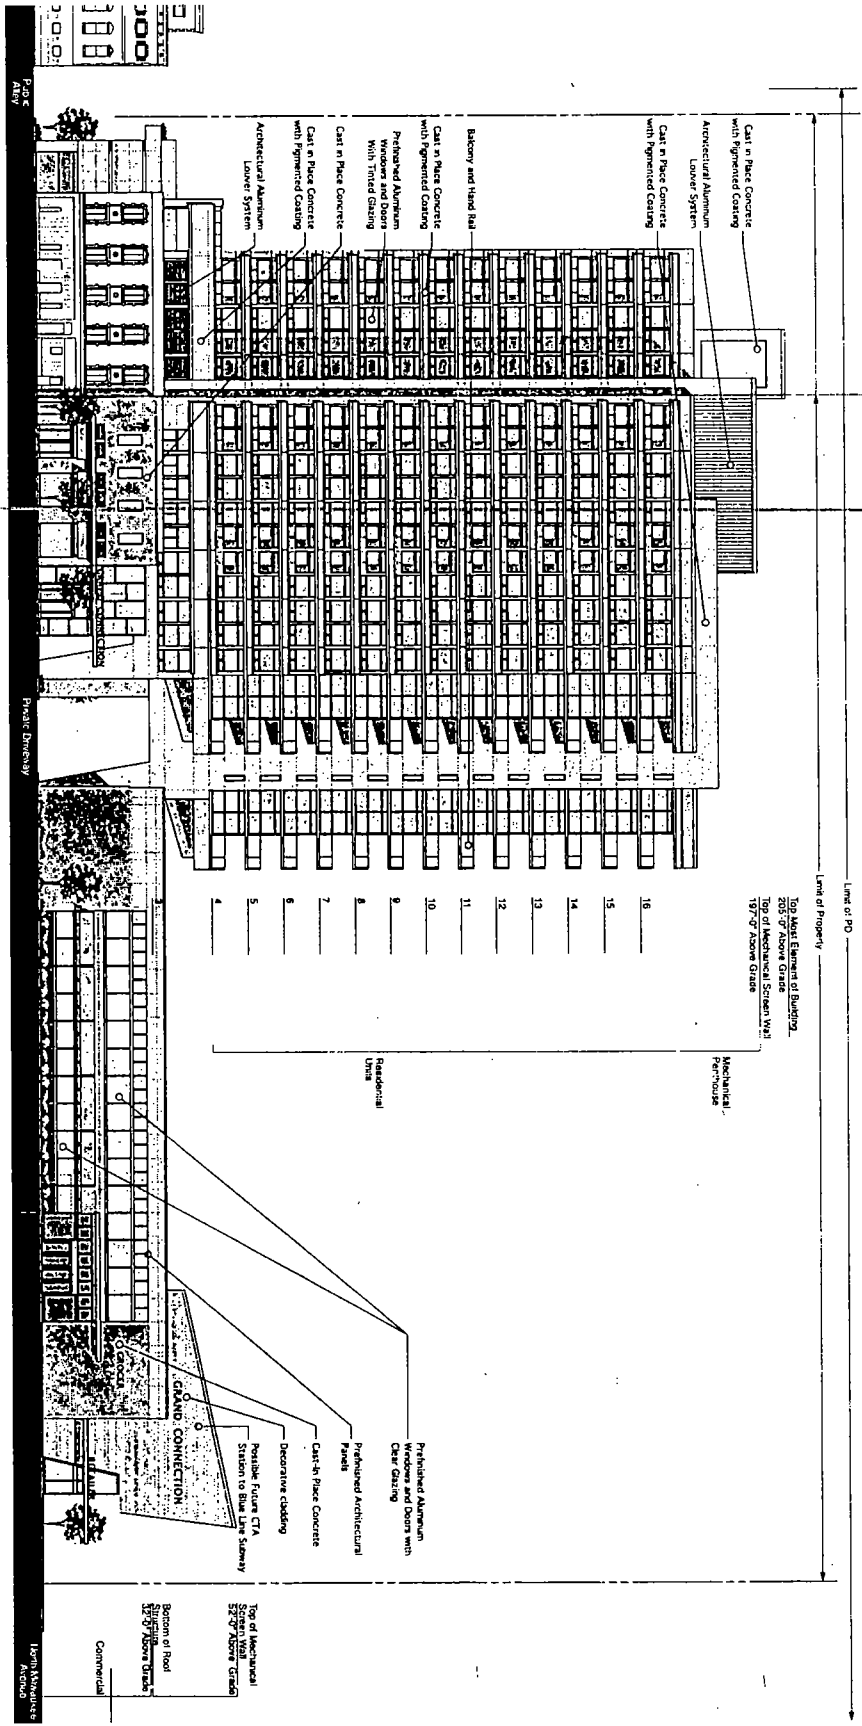 Limit of PD
Limit of Property
Cast in Place Concrete
with Pigmented Coating
Architectural Aluminum
Louver System
Cast in Place Concrete
with Pigmented Coating
Balcony and Hand Rail
Cast in Place Concrete
with Pigmented Coating
Prefinished Aluminum
Windows and Doors
With Tinted Glazing
Cast in Place Concrete
Cast in Place Concrete
with Pigmented Coating
Architectural Aluminum
Louver System
Top Most Element of Building
205'-0" Above Grade
Top of Mechanical Screen Wall
197'-0" Above Grade
Mechanical
Penthouse
16
15
14
13
12
11
10
9
8
7
6
5
4
3
Residential
Units
Prefinished Aluminum
Windows and Doors with
Clear Glazing
Prefinished Architectural
Panels
Cast-In Place Concrete
Decorative cladding
Possible Future CTA
Station to Blue Line Subway
GRAND CONNECTION
GROCER
CONNECTION
Top of Mechanical
Screen Wall
52'-0" Above Grade
Bottom of Roof
Structure
32'-0" Above Grade
Commercial
Public
Alley
Private Driveway
North Milwaukee
Avenue